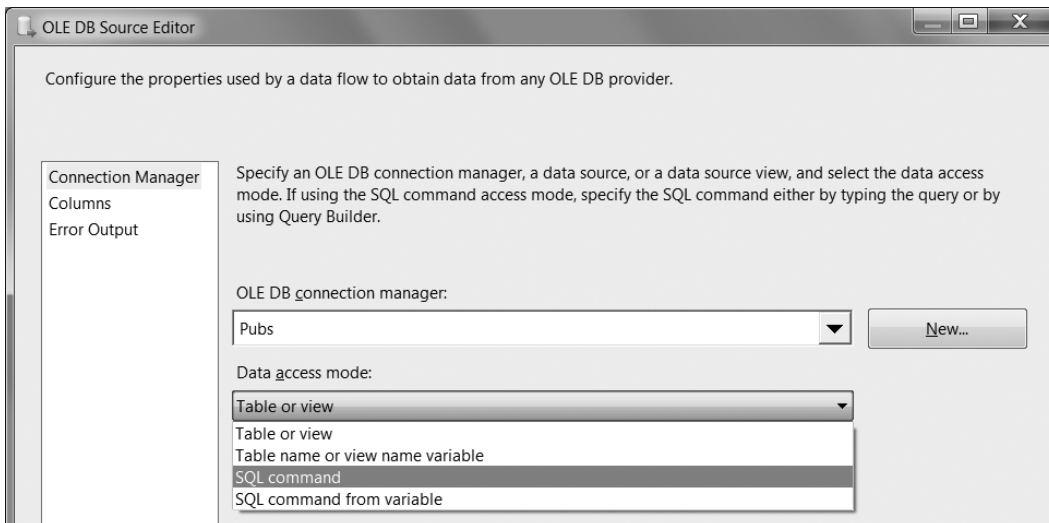 OLE DB Source Editor
X
Configure the properties used by a data flow to obtain data from any OLE DB provider.
Connection Manager
Columns
Error Output
Specify an OLE DB connection manager, a data source, or a data source view, and select the data access
mode. If using the SQL command access mode, specify the SQL command either by typing the query or by
using Query Builder.
OLE DB connection manager:
Pubs
New...
Data access mode:
Table or view
Table or view
Table name or view name variable
SQL command
SQL command from variable